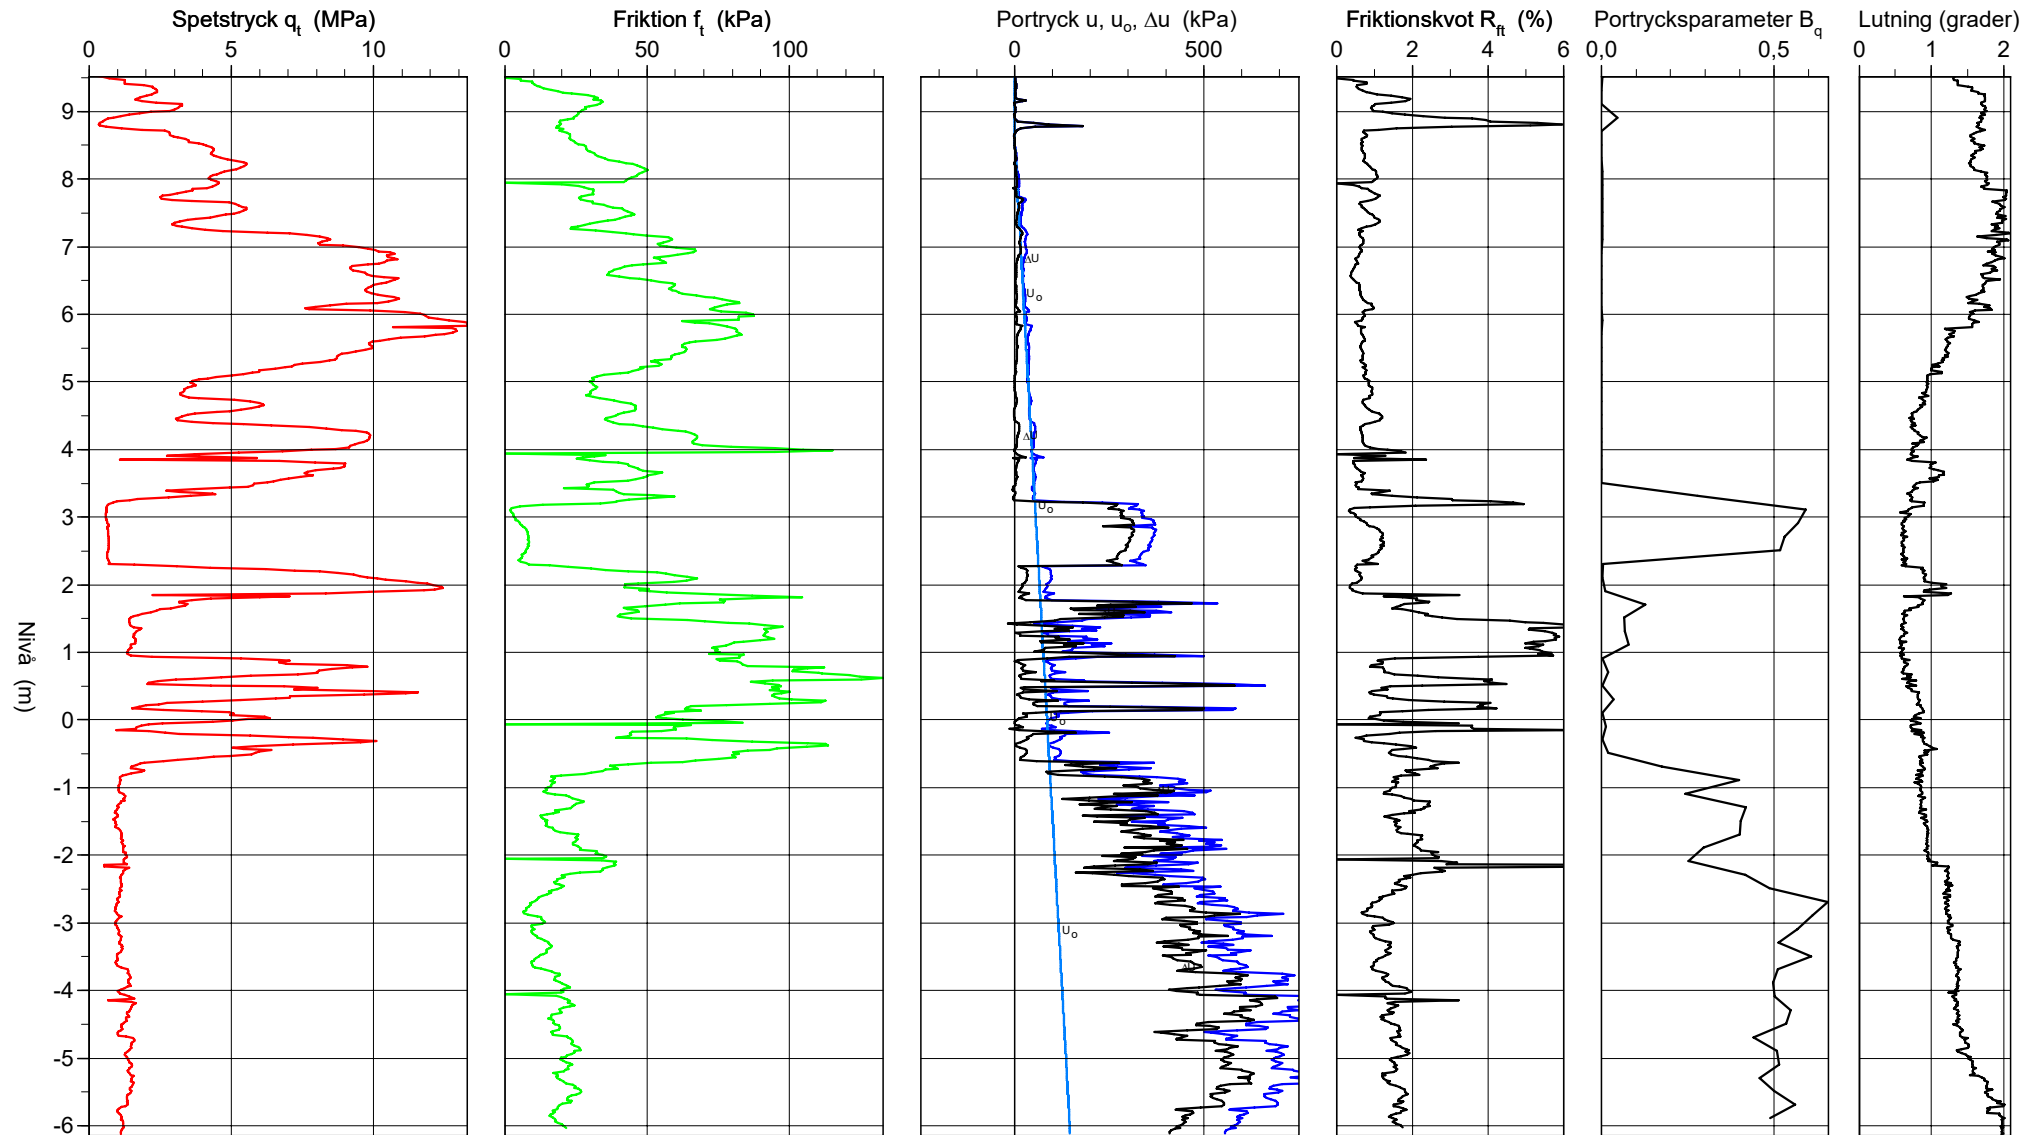 Spetstryck qt (MPa) Friktion ft (kPa) Portryck u, uo, Δu (kPa) Friktionskvot Rft (%) Portrycksparameter Bq Lutning (grader)
0 5 10 0 50 100 0 500 0 2 4 6 0,0 0,5 0 1 2
9
8
7
ΔU
Uo
6
5
ΔU
4
Uo
3
2
Nivå (m)
1
0
-1
-2
-3
Uo
-4
-5
-6